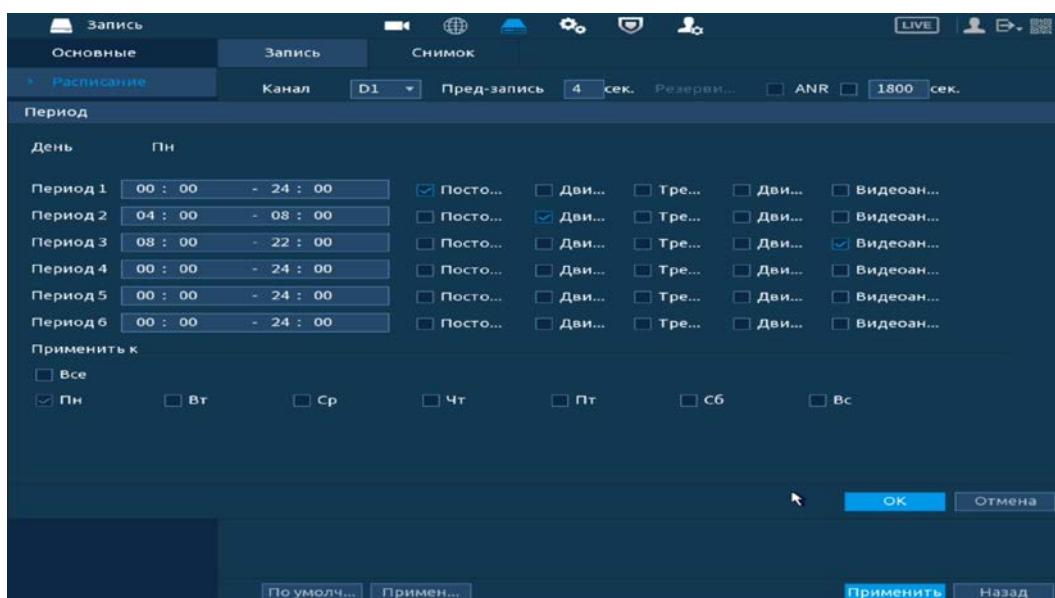 Запись LIVE
Основные Запись Снимок
Расписание Канал D1 Пред-запись 4 сек. Резерви... ANR 1800 сек.
Период
День Пн
Период 1 00 : 00 - 24 : 00 Посто... Дви... Тре... Дви... Видеоан...
Период 2 04 : 00 - 08 : 00 Посто... Дви... Тре... Дви... Видеоан...
Период 3 08 : 00 - 22 : 00 Посто... Дви... Тре... Дви... Видеоан...
Период 4 00 : 00 - 24 : 00 Посто... Дви... Тре... Дви... Видеоан...
Период 5 00 : 00 - 24 : 00 Посто... Дви... Тре... Дви... Видеоан...
Период 6 00 : 00 - 24 : 00 Посто... Дви... Тре... Дви... Видеоан...
Применить к
Все
Пн Вт Ср Чт Пт Сб Вс
ОК Отмена
По умолч... Примен... Применить Назад